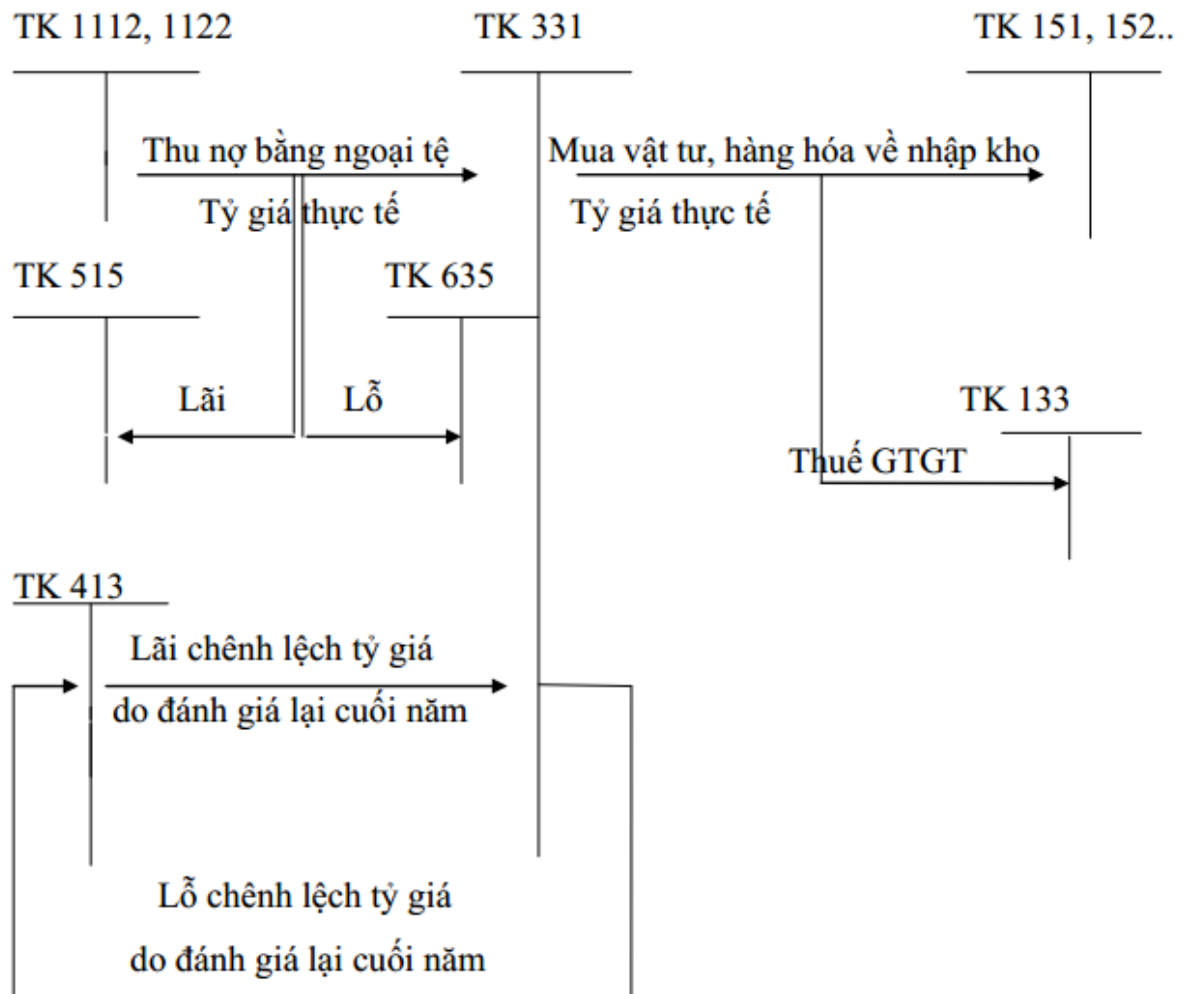 TK 1112, 1122 TK 331 TK 151, 152..
Thu nợ bằng ngoại tệ Mua vật tư, hàng hóa về nhập kho
Tỷ giá thực tế Tỷ giá thực tế
TK 515 TK 635
Lãi Lỗ TK 133
Thuế GTGT
TK 413
Lãi chênh lệch tỷ giá
do đánh giá lại cuối năm
Lỗ chênh lệch tỷ giá
do đánh giá lại cuối năm